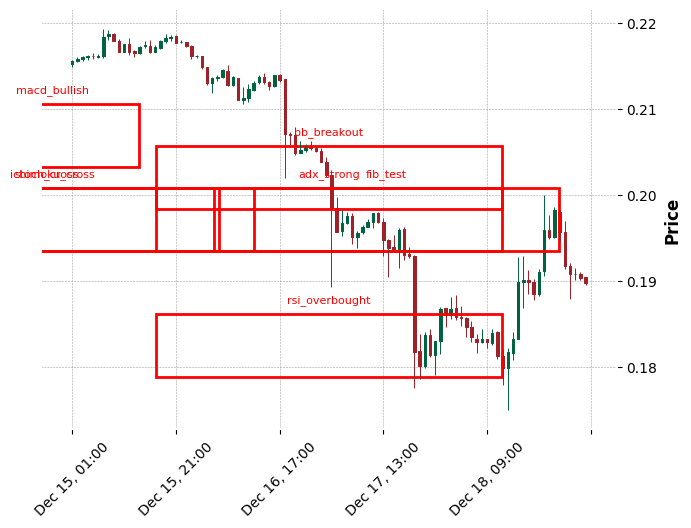 0.22
macd_bullish
0.21
bb_breakout
adx_strong fib_test
0.20
Price
0.19
rsi_overbought
0.18
Dec 15, 01:00
Dec 15, 21:00
Dec 16, 17:00
Dec 17, 13:00
Dec 18, 09:00